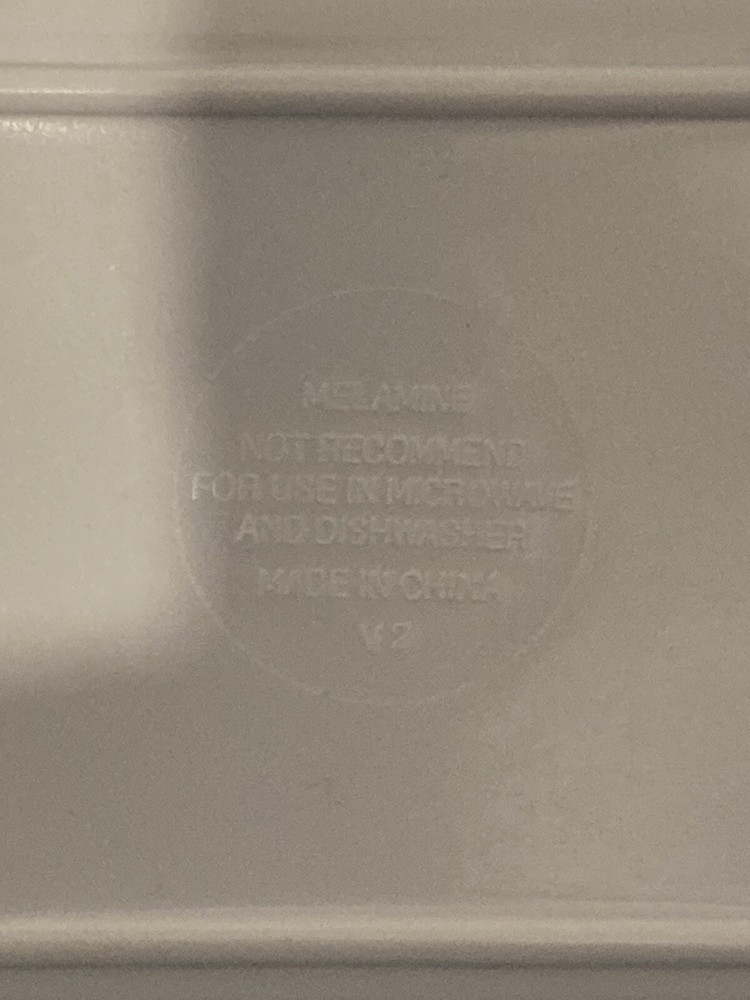 MELAMINE
NOT RECOMMEND
FOR USE IN MICROWAVE
AND DISHWASHER
MADE IN CHINA
V2